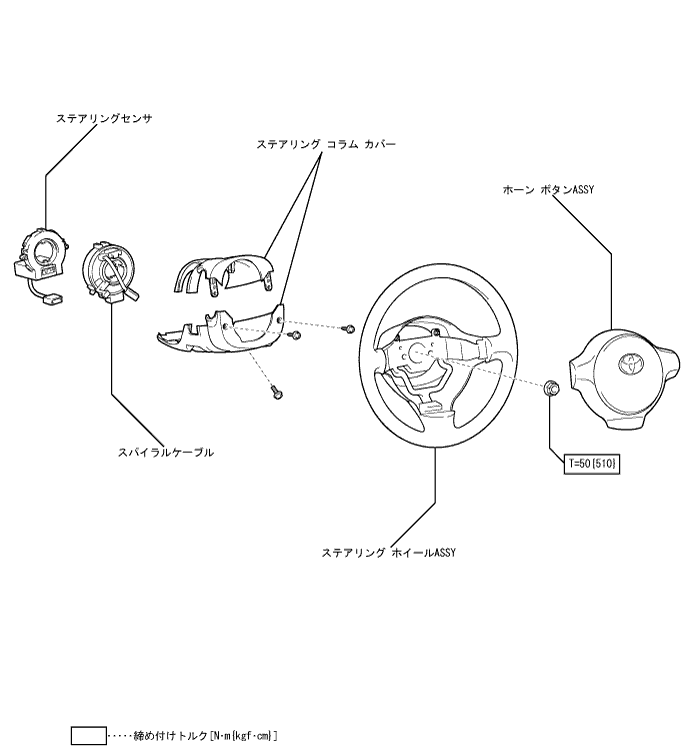 ステアリングセンサ
ステアリング コラム カバー
ホーン ボタンASSY
スパイラルケーブル
T=50{510}
ステアリング ホイールASSY
·····締め付けトルク[N·m{kgf·cm}]